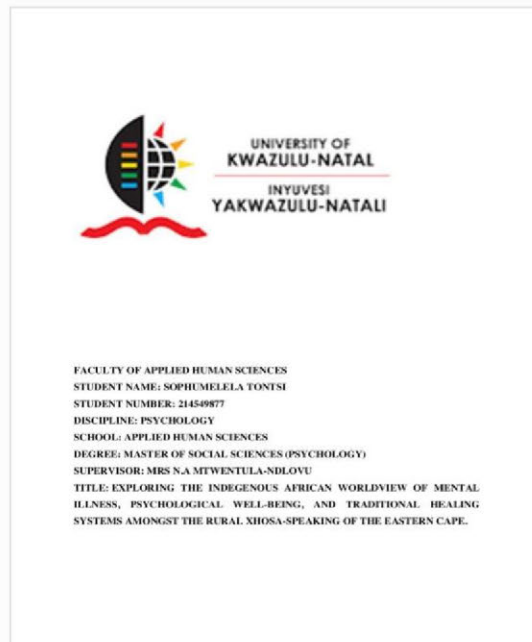 UNIVERSITY OF
KWAZULU-NATAL
INYUVESI
YAKWAZULU-NATALI
FACULTY OF APPLIED HUMAN SCIENCES
STUDENT NAME: SOPHUMELELA TONTSI
STUDENT NUMBER: 214549877
DISCIPLINE: PSYCHOLOGY
SCHOOL: APPLIED HUMAN SCIENCES
DEGREE: MASTER OF SOCIAL SCIENCES (PSYCHOLOGY)
SUPERVISOR: MRS N.A MTWENTULA-NDLOVU
TITLE: EXPLORING THE INDEGENOUS AFRICAN WORLDVIEW OF MENTAL
ILLNESS, PSYCHOLOGICAL WELL-BEING, AND TRADITIONAL HEALING
SYSTEMS AMONGST THE RURAL XHOSA-SPEAKING OF THE EASTERN CAPE.